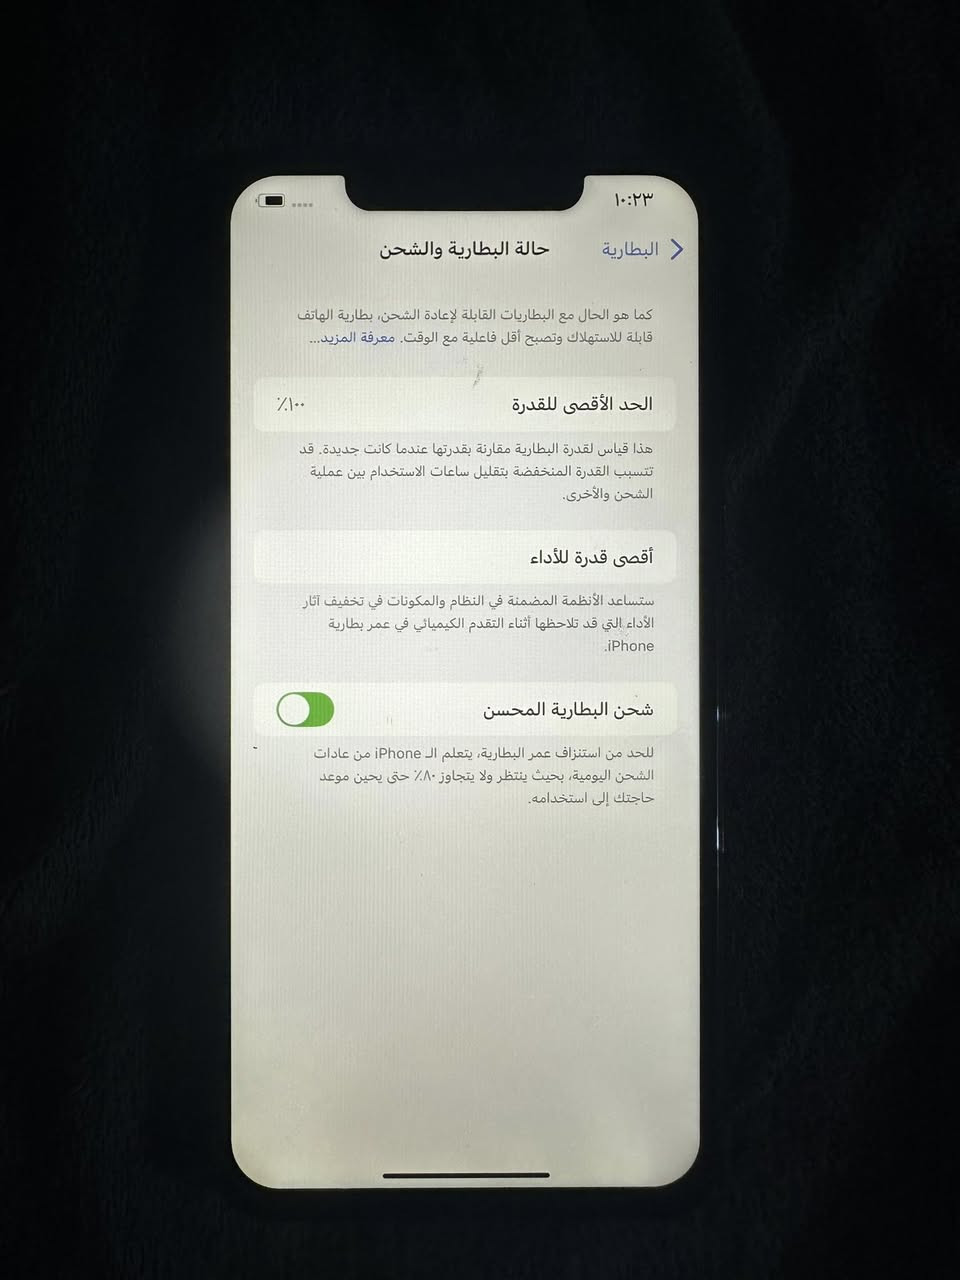 ١٠:٢٣
البطارية
حالة البطارية والشحن
كما هو الحال مع البطاريات القابلة لإعادة الشحن، بطارية الهاتف
قابلة للاستهلاك وتصبح أقل فاعلية مع الوقت. معرفة المزيد...
الحد الأقصى للقدرة ١٠٠٪
هذا قياس لقدرة البطارية مقارنة بقدرتها عندما كانت جديدة. قد
تتسبب القدرة المنخفضة بتقليل ساعات الاستخدام بين عملية
الشحن والأخرى.
أقصى قدرة للأداء
ستساعد الأنظمة المضمنة في النظام والمكونات في تخفيف آثار
الأداء التي قد تلاحظها أثناء التقدم الكيميائي في عمر بطارية
iPhone.
شحن البطارية المحسن
للحد من استنزاف عمر البطارية، يتعلم الـ iPhone من عادات
الشحن اليومية، بحيث ينتظر ولا يتجاوز ٨٠٪ حتى يحين موعد
حاجتك إلى استخدامه.